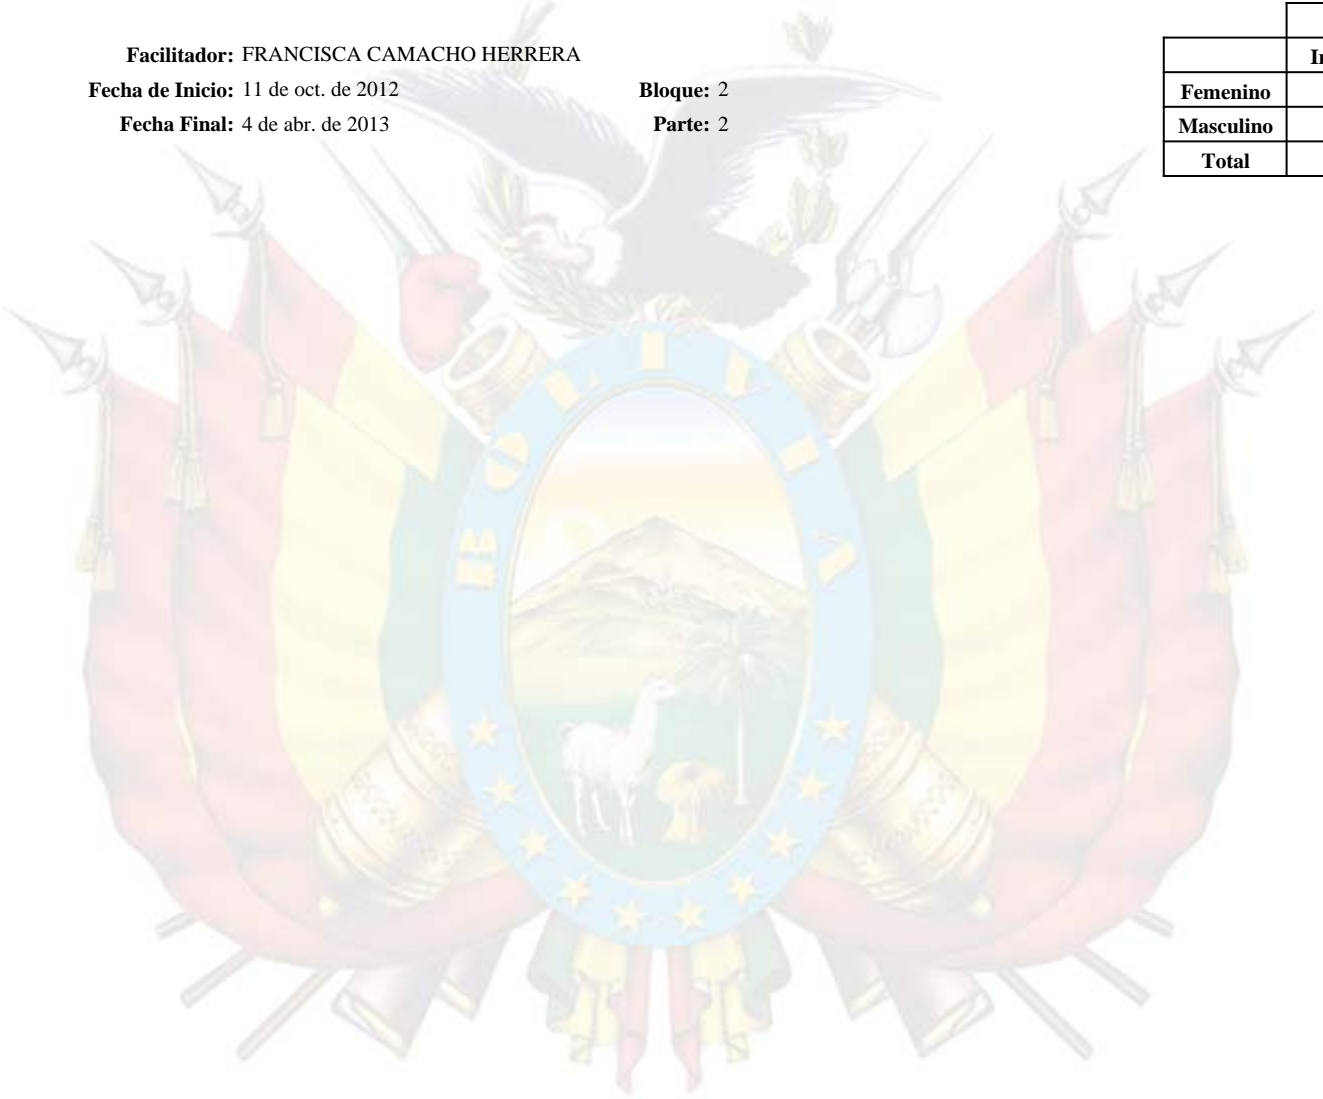 Facilitador: FRANCISCA CAMACHO HERRERA
Fecha de Inicio: 11 de oct. de 2012 Bloque: 2
Fecha Final: 4 de abr. de 2013 Parte: 2
Femenino
Masculino
Total
BOLIVIA